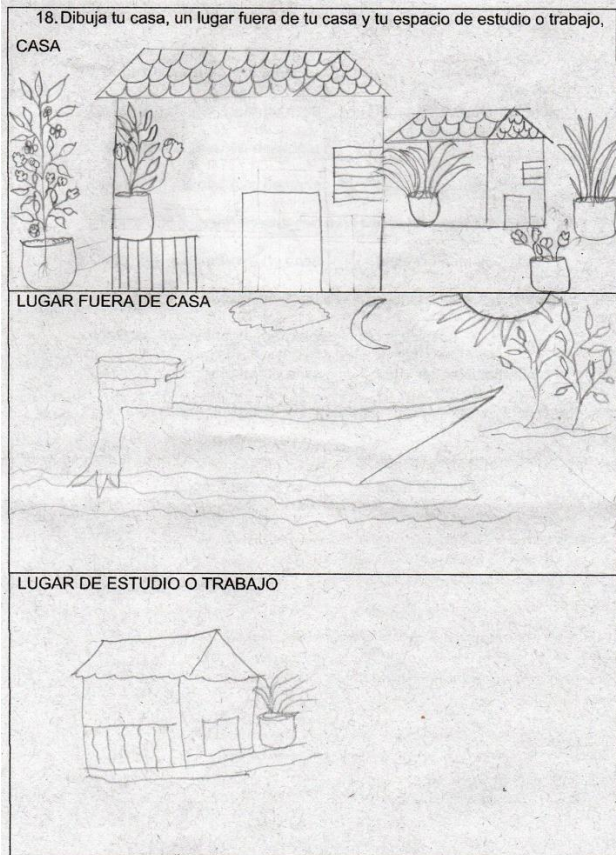 18. Dibuja tu casa, un lugar fuera de tu casa y tu espacio de estudio o trabajo,
CASA
LUGAR FUERA DE CASA
LUGAR DE ESTUDIO O TRABAJO